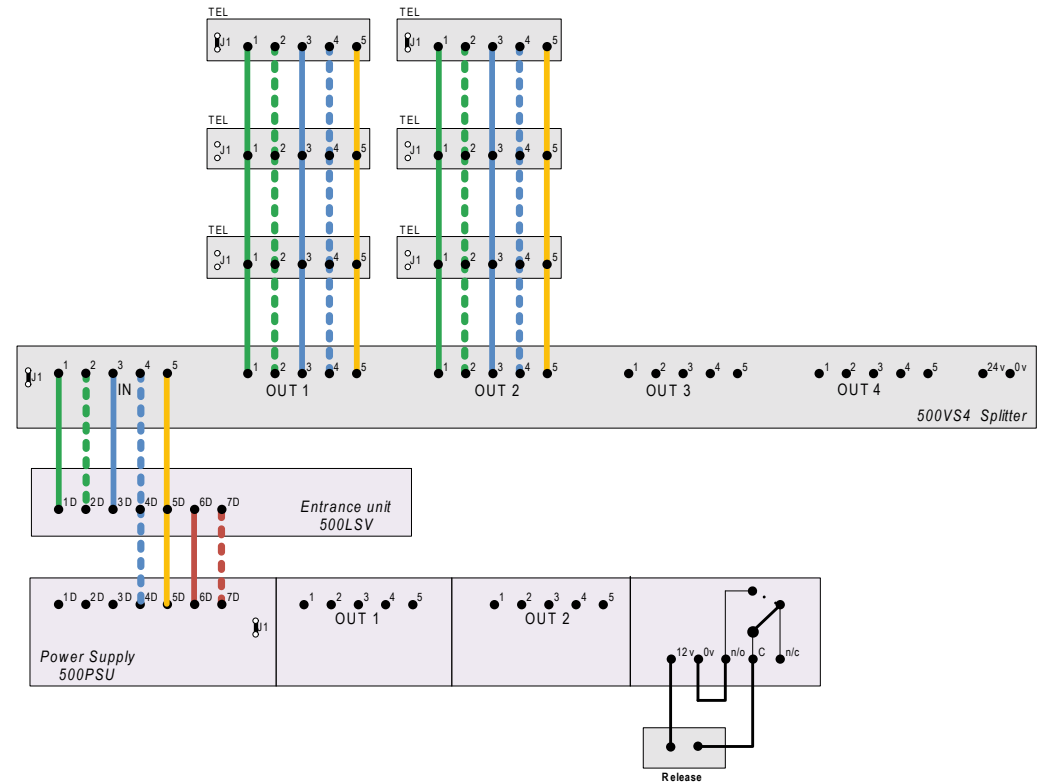 TEL TEL
J1 1 2 3 4 5 J1 1 2 3 4 5
TEL TEL
J1 1 2 3 4 5 J1 1 2 3 4 5
TEL TEL
J1 1 2 3 4 5 J1 1 2 3 4 5
J1 1 2 3 4 5 1 2 3 4 5 1 2 3 4 5 1 2 3 4 5 1 2 3 4 5 24v 0v
IN OUT 1 OUT 2 OUT 3 OUT 4
500VS4 Splitter
1D 2D 3D 4D 5D 6D 7D
Entrance unit
500LSV
1D 2D 3D 4D 5D 6D 7D 1 2 3 4 5 1 2 3 4 5
J1 OUT 1 OUT 2
Power Supply
500PSU
12v 0v n/o C n/c
Release